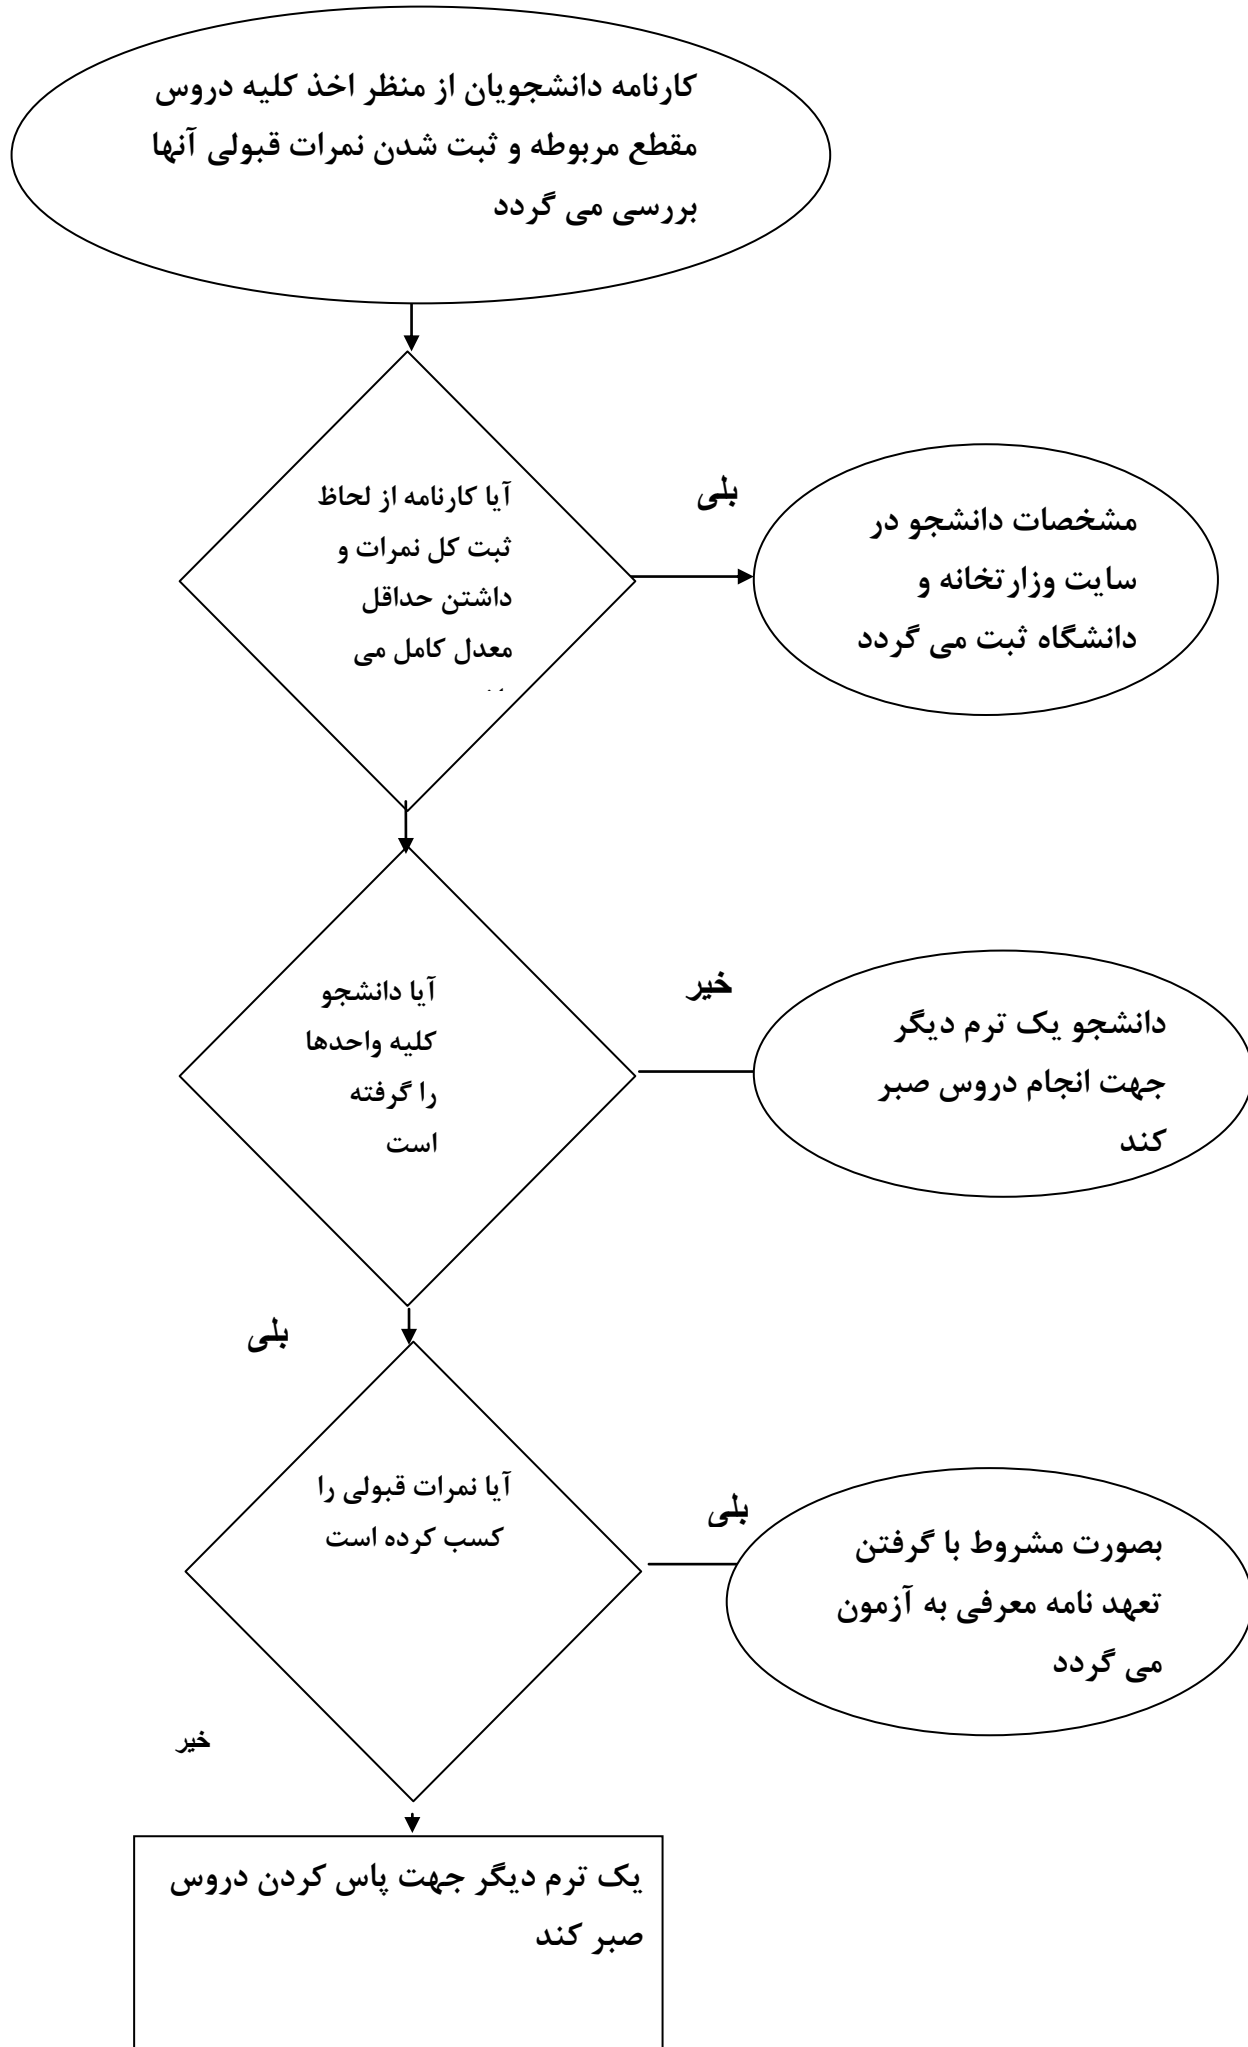 کارنامه دانشجویان از منظر اخذ کلیه دروس
مقطع مربوطه و ثبت شدن نمرات قبولی آنها
بررسی می گردد
آیا کارنامه از لحاظ
ثبت کل نمرات و
داشتن حداقل
معدل کامل می
بلی
مشخصات دانشجو در
سایت وزارتخانه و
دانشگاه ثبت می گردد
آیا دانشجو
کلیه واحدها
را گرفته
است
خیر
دانشجو یک ترم دیگر
جهت انجام دروس صبر
کند
بلی
آیا نمرات قبولی را
کسب کرده است
بلی
بصورت مشروط با گرفتن
تعهد نامه معرفی به آزمون
می گردد
خیر
یک ترم دیگر جهت پاس کردن دروس
صبر کند